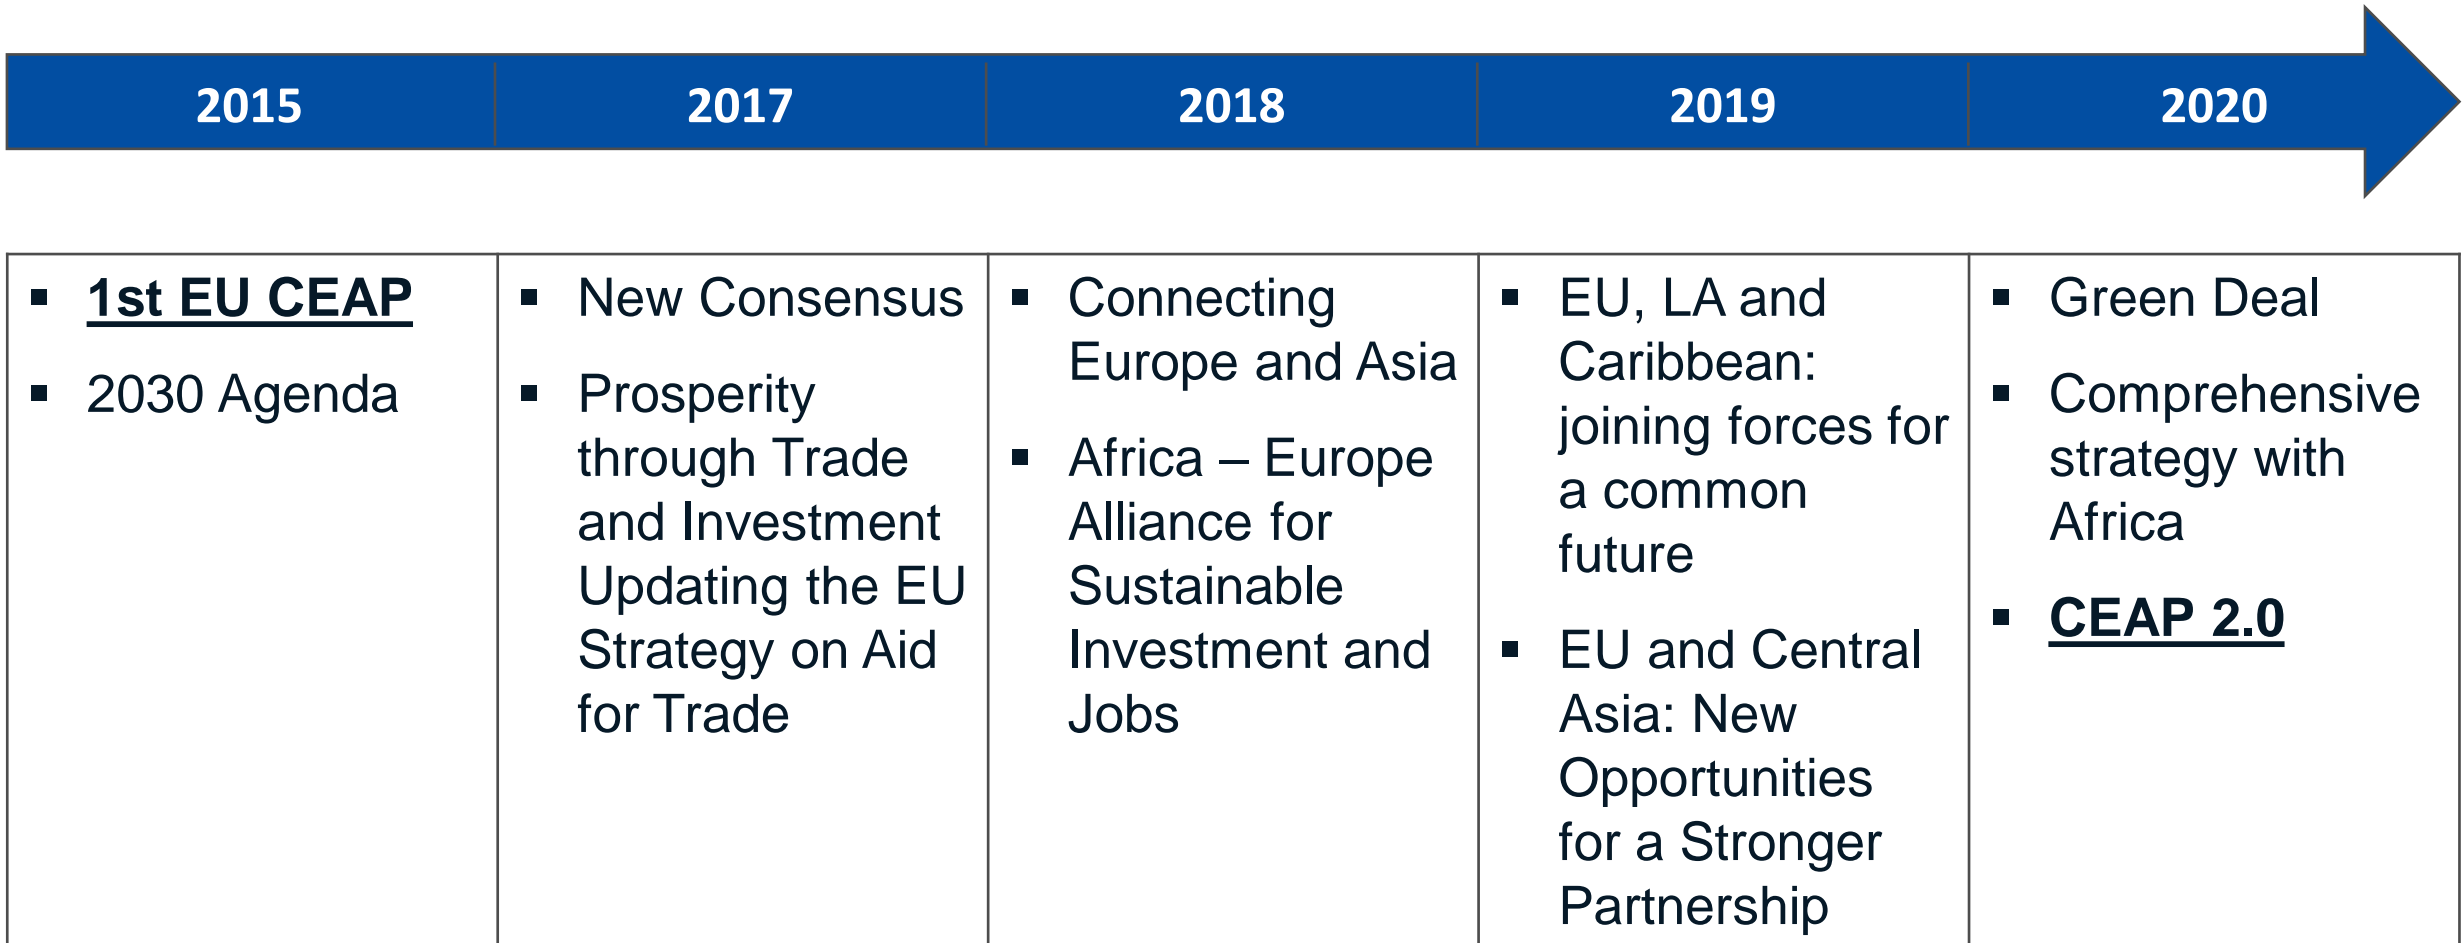 2015
2017
2018
2019
2020
▪ 1st EU CEAP
▪ 2030 Agenda
▪ New Consensus
▪ Prosperity
through Trade
and Investment
Updating the EU
Strategy on Aid
for Trade
▪ Connecting
Europe and Asia
▪ Africa – Europe
Alliance for
Sustainable
Investment and
Jobs
▪ EU, LA and
Caribbean:
joining forces for
a common
future
▪ EU and Central
Asia: New
Opportunities
for a Stronger
Partnership
▪ Green Deal
▪ Comprehensive
strategy with
Africa
▪ CEAP 2.0